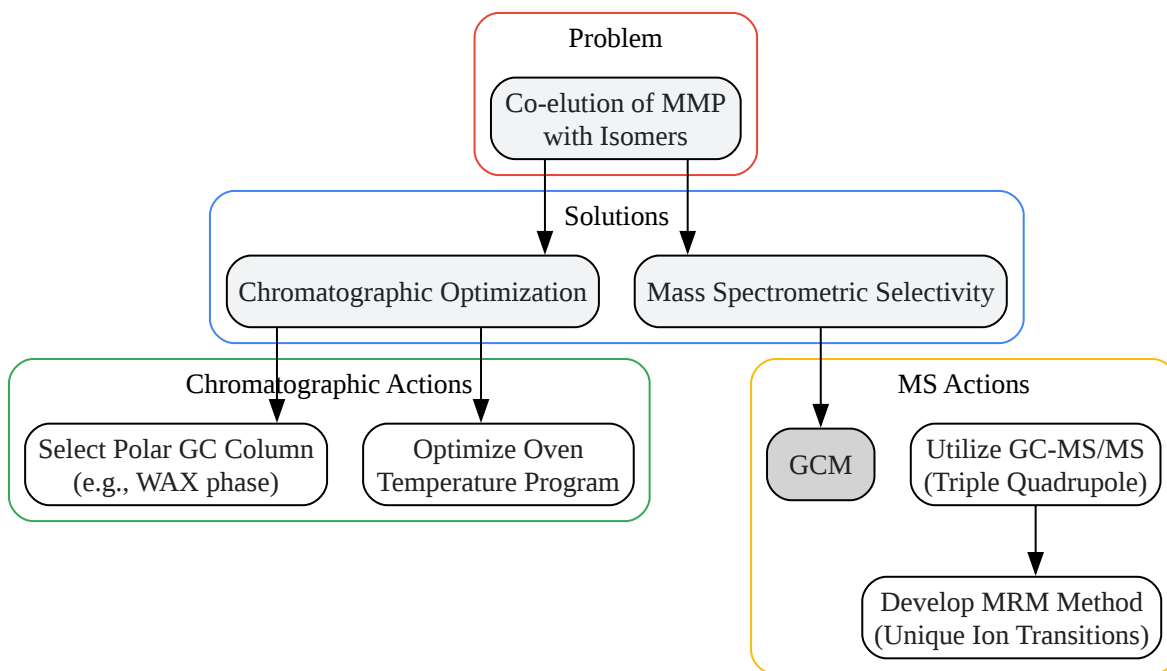 Problem
Co-elution of MMP
with Isomers
Solutions
Chromatographic Optimization
Mass Spectrometric Selectivity
Chromatographic Actions
Select Polar GC Column
(e.g., WAX phase)
Optimize Oven
Temperature Program
MS Actions
GCM
Utilize GC-MS/MS
(Triple Quadrupole)
Develop MRM Method
(Unique Ion Transitions)